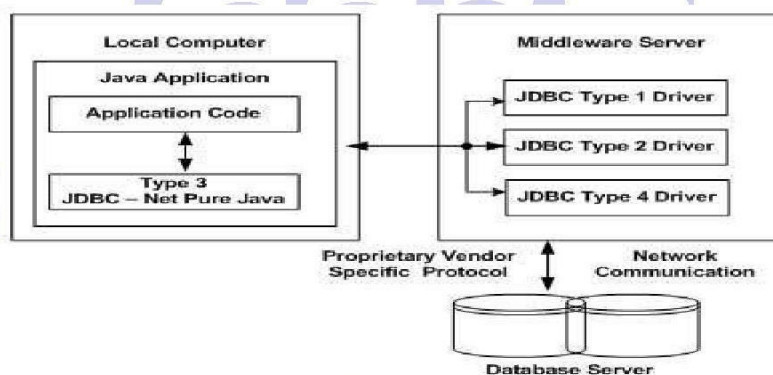 Local Computer
Java Application
Application Code
Type 3
JDBC – Net Pure Java
Middleware Server
JDBC Type 1 Driver
JDBC Type 2 Driver
JDBC Type 4 Driver
Proprietary Vendor
Specific Protocol
Network
Communication
Database Server